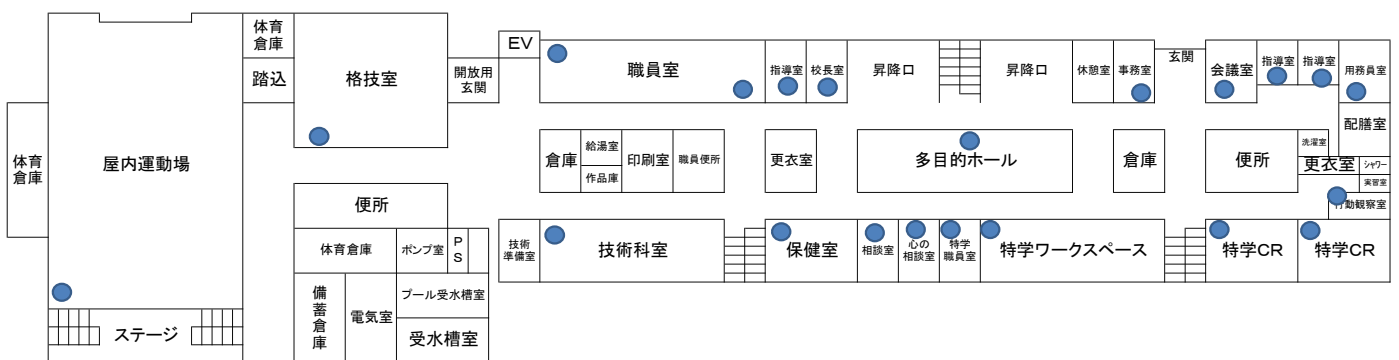 体育
倉庫
踏込
格技室
開放用
玄関
EV
職員室
指導室
校長室
昇降口
昇降口
休憩室
事務室
玄関
会議室
指導室
指導室
用務員室
配膳室
体育
倉庫
屋内運動場
倉庫
給湯室
作品庫
印刷室
職員便所
更衣室
多目的ホール
倉庫
便所
洗濯室
更衣室
シャワー
実習室
行動観察室
便所
体育倉庫
ポンプ室
P
S
技術
準備室
技術科室
保健室
相談室
心の
相談室
特学
職員室
特学ワークスペース
特学CR
特学CR
備
蓄
倉
庫
電気室
プール受水槽室
受水槽室
ステージ